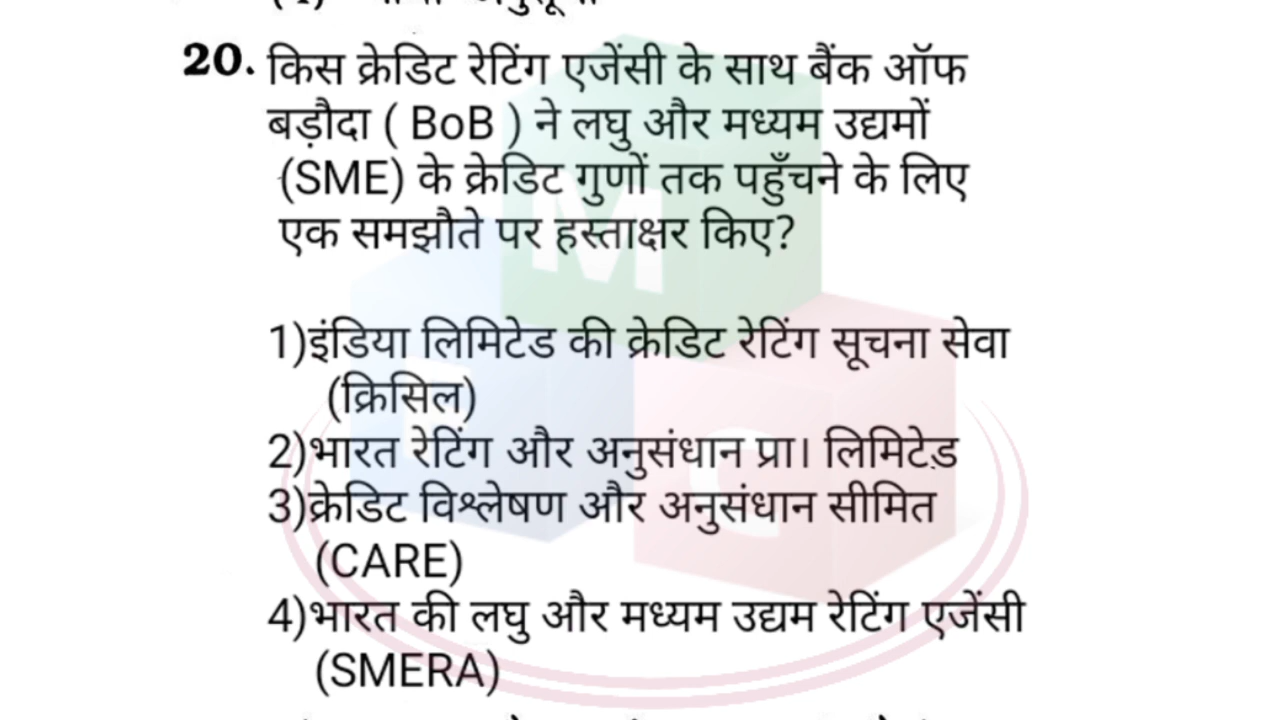 20. किस क्रेडिट रेटिंग एजेंसी के साथ बैंक ऑफ
बड़ौदा ( BoB ) ने लघु और मध्यम उद्यमों
(SME) के क्रेडिट गुणों तक पहुँचने के लिए
एक समझौते पर हस्ताक्षर किए?
1)इंडिया लिमिटेड की क्रेडिट रेटिंग सूचना सेवा
(क्रिसिल)
2)भारत रेटिंग और अनुसंधान प्रा। लिमिटेड
3)क्रेडिट विश्लेषण और अनुसंधान सीमित
(CARE)
4)भारत की लघु और मध्यम उद्यम रेटिंग एजेंसी
(SMERA)